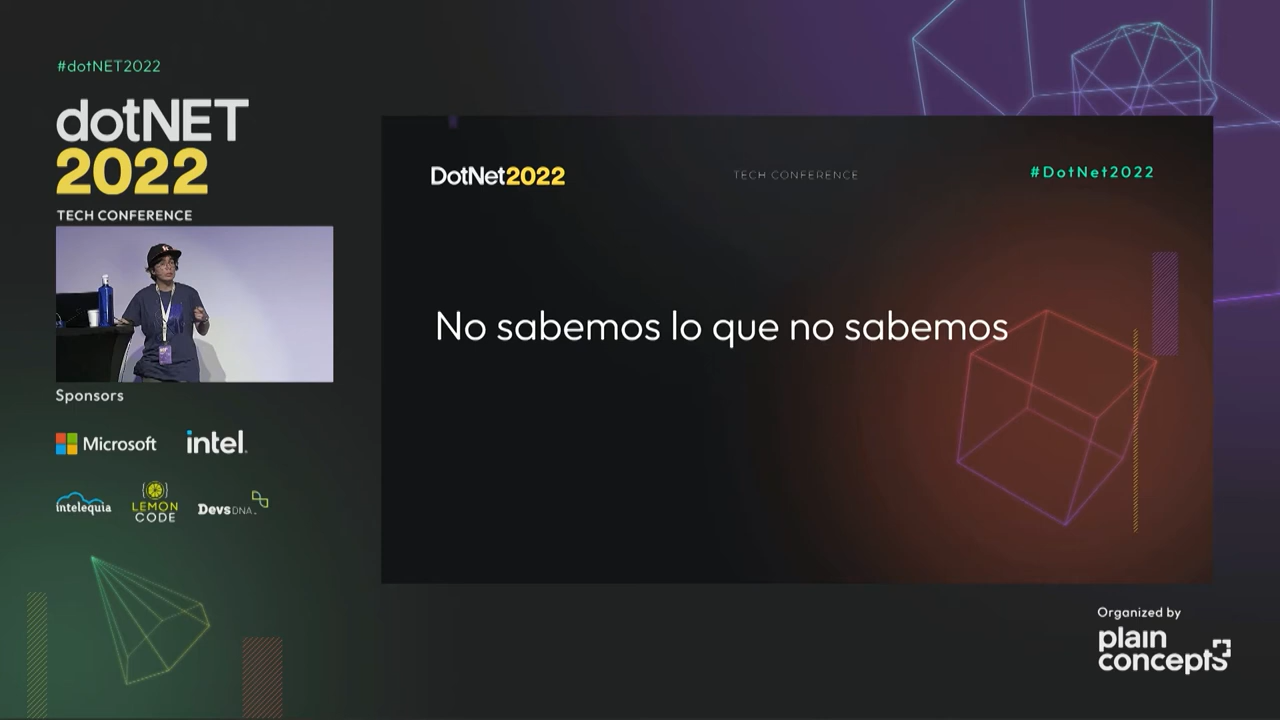 #dotNET2022
dotNET
2022
TECH CONFERENCE
Sponsors
Microsoft
intel.
intelequia
LEMON
CODE
DevsDNA
DotNet2022
TECH CONFERENCE
#DotNet2022
No sabemos lo que no sabemos
Organized by
plain
concepts